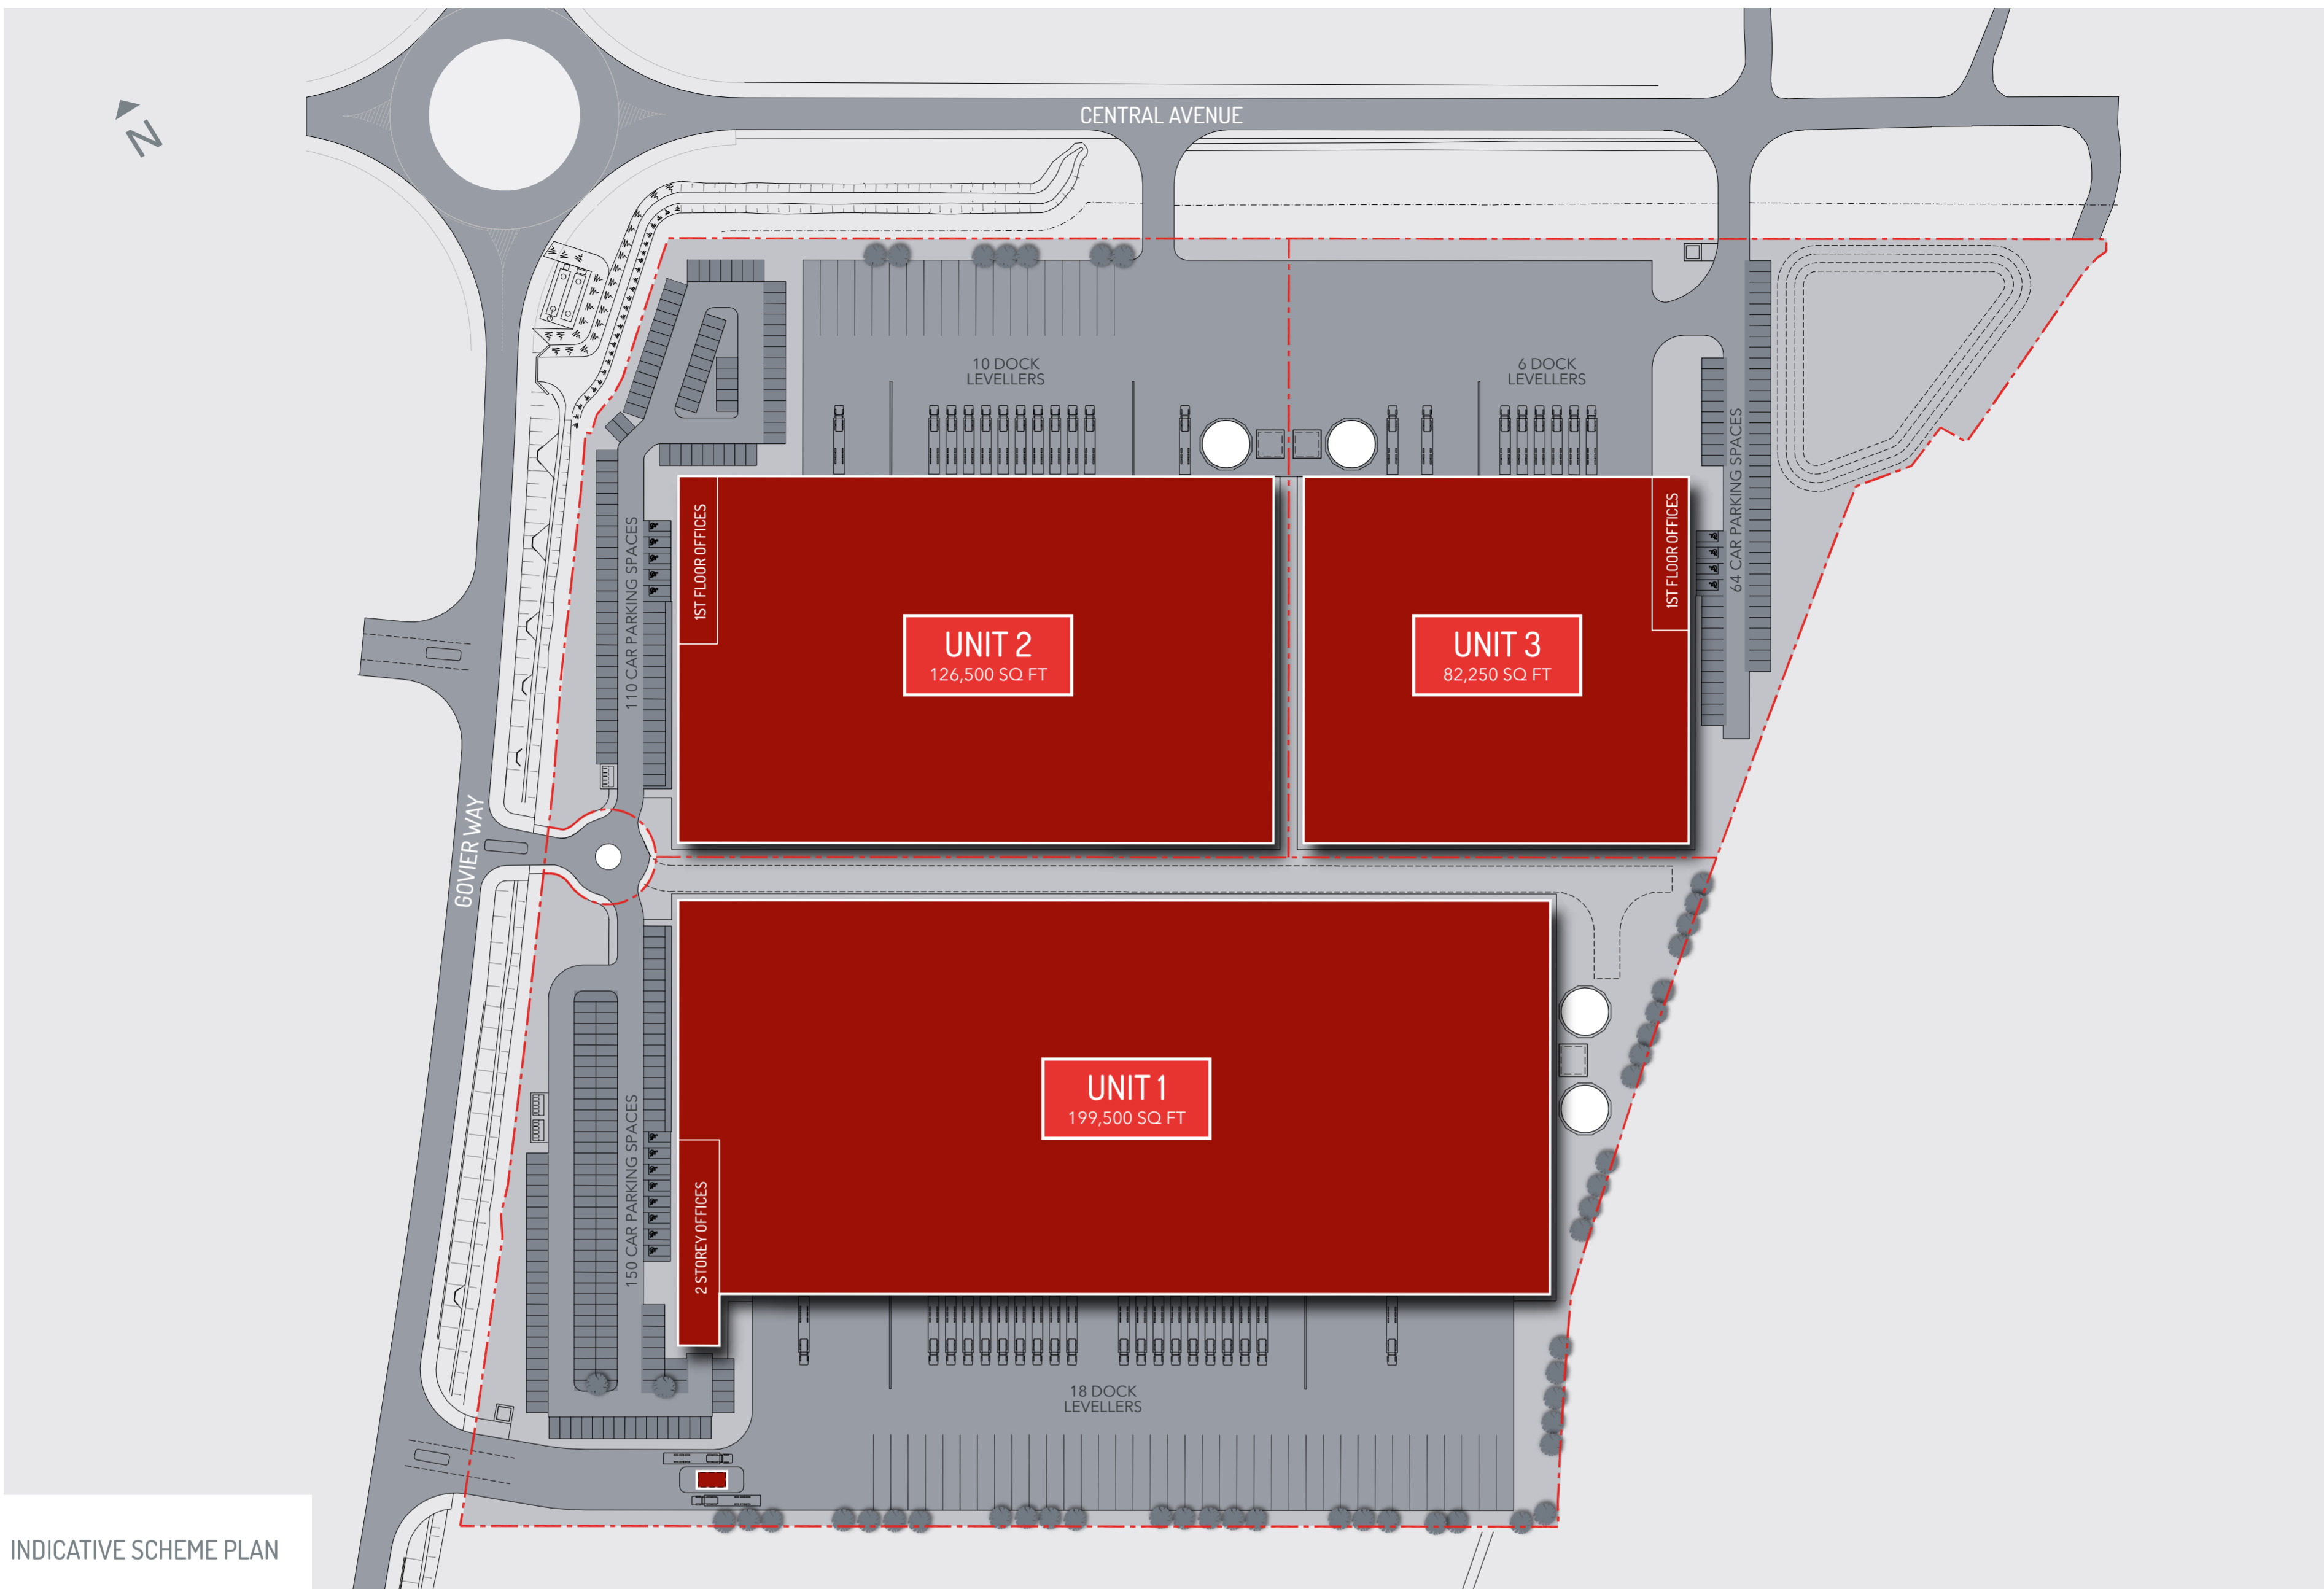 N
CENTRAL AVENUE
10 DOCK
LEVELLERS
6 DOCK
LEVELLERS
110 CAR PARKING SPACES
1ST FLOOR OFFICES
UNIT 2
126,500 SQ FT
UNIT 3
82,250 SQ FT
1ST FLOOR OFFICES
64 CAR PARKING SPACES
GOVIER WAY
UNIT 1
199,500 SQ FT
150 CAR PARKING SPACES
2 STOREY OFFICES
18 DOCK
LEVELLERS
INDICATIVE SCHEME PLAN